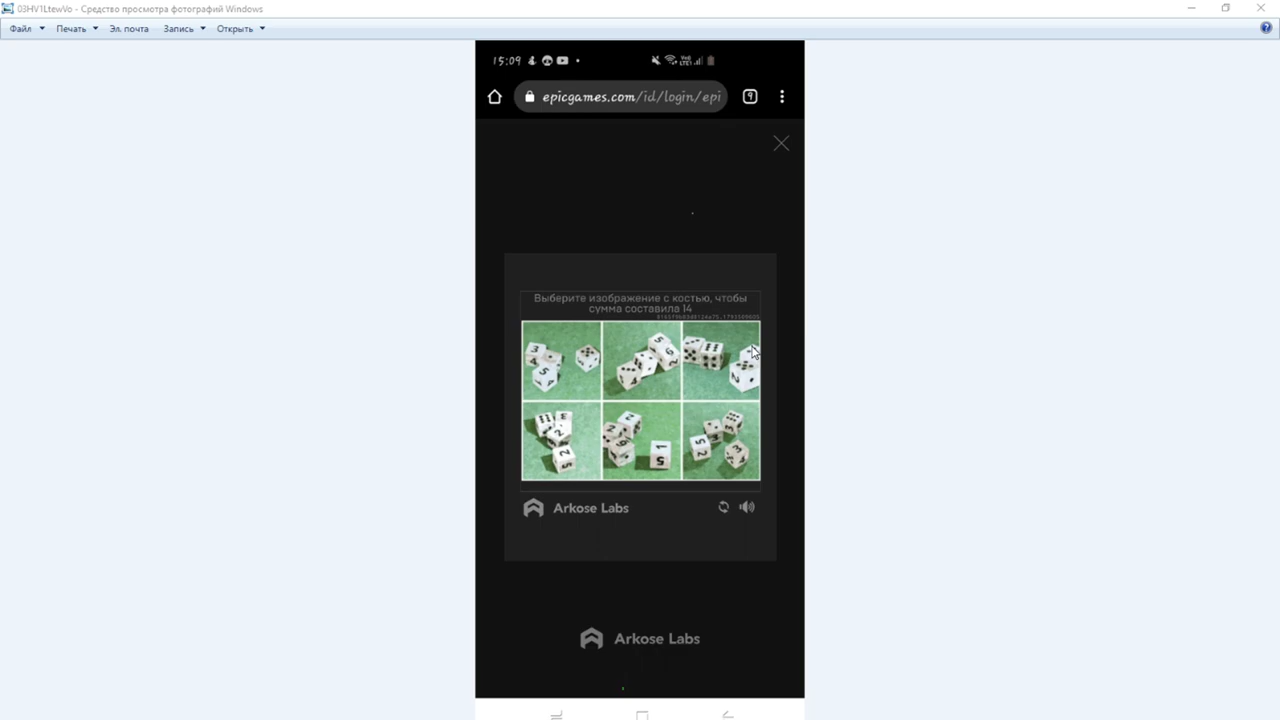 03HV1LtewVo - Средство просмотра фотографий Windows
Файл Печать Эл. почта Запись Открыть
15:09
epicgames.com/id/login/epi 9
Выберите изображение с костью, чтобы
сумма составила 14
Arkose Labs
Arkose Labs